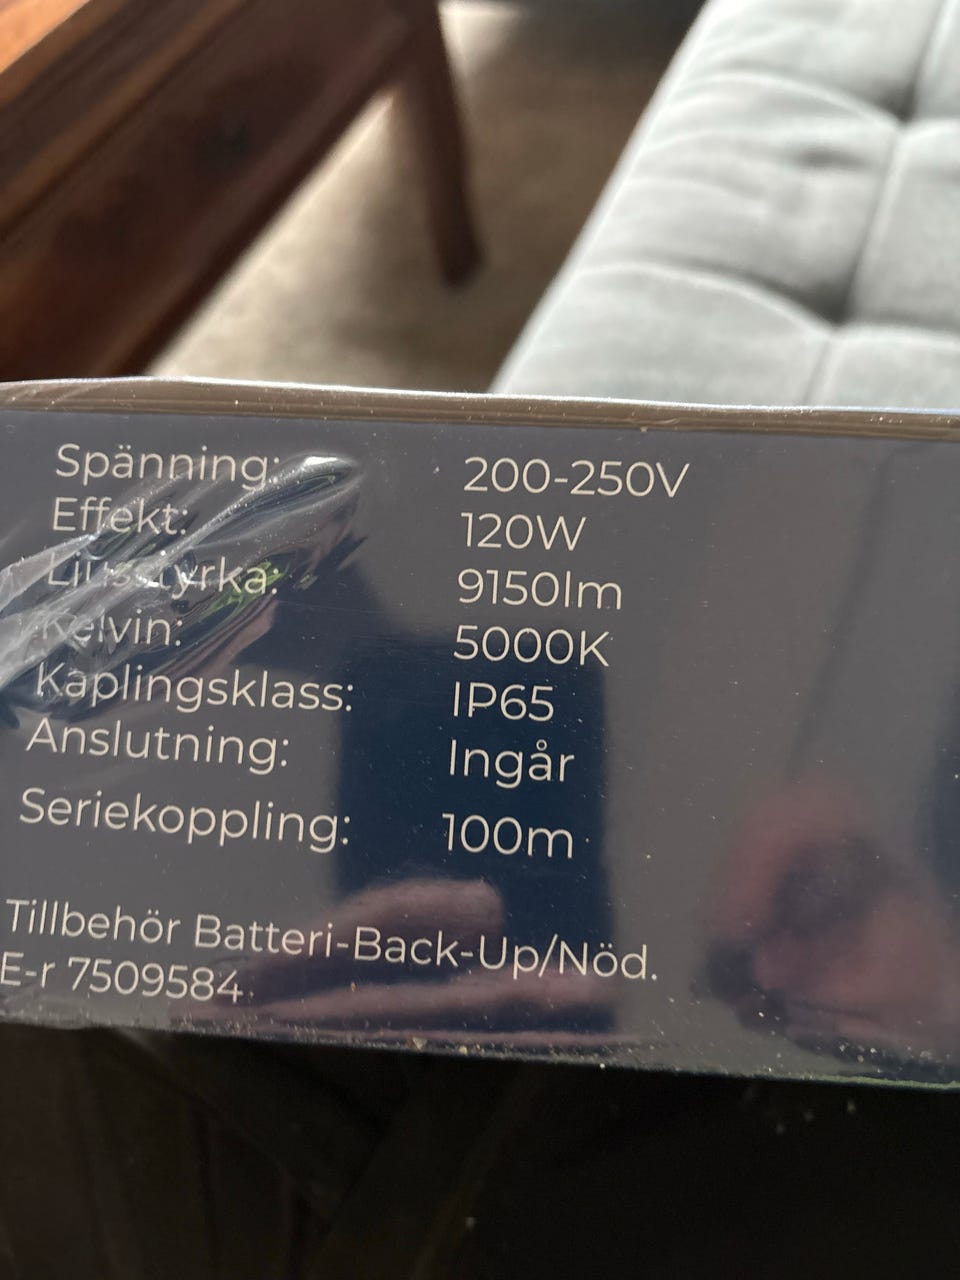 Spänning: 200-250V
Effekt: 120W
Ljusstyrka: 9150lm
Kelvin: 5000K
Kaplingsklass: IP65
Anslutning: Ingår
Seriekoppling: 100m
Tillbehör Batteri-Back-Up/Nöd.
E-r 7509584